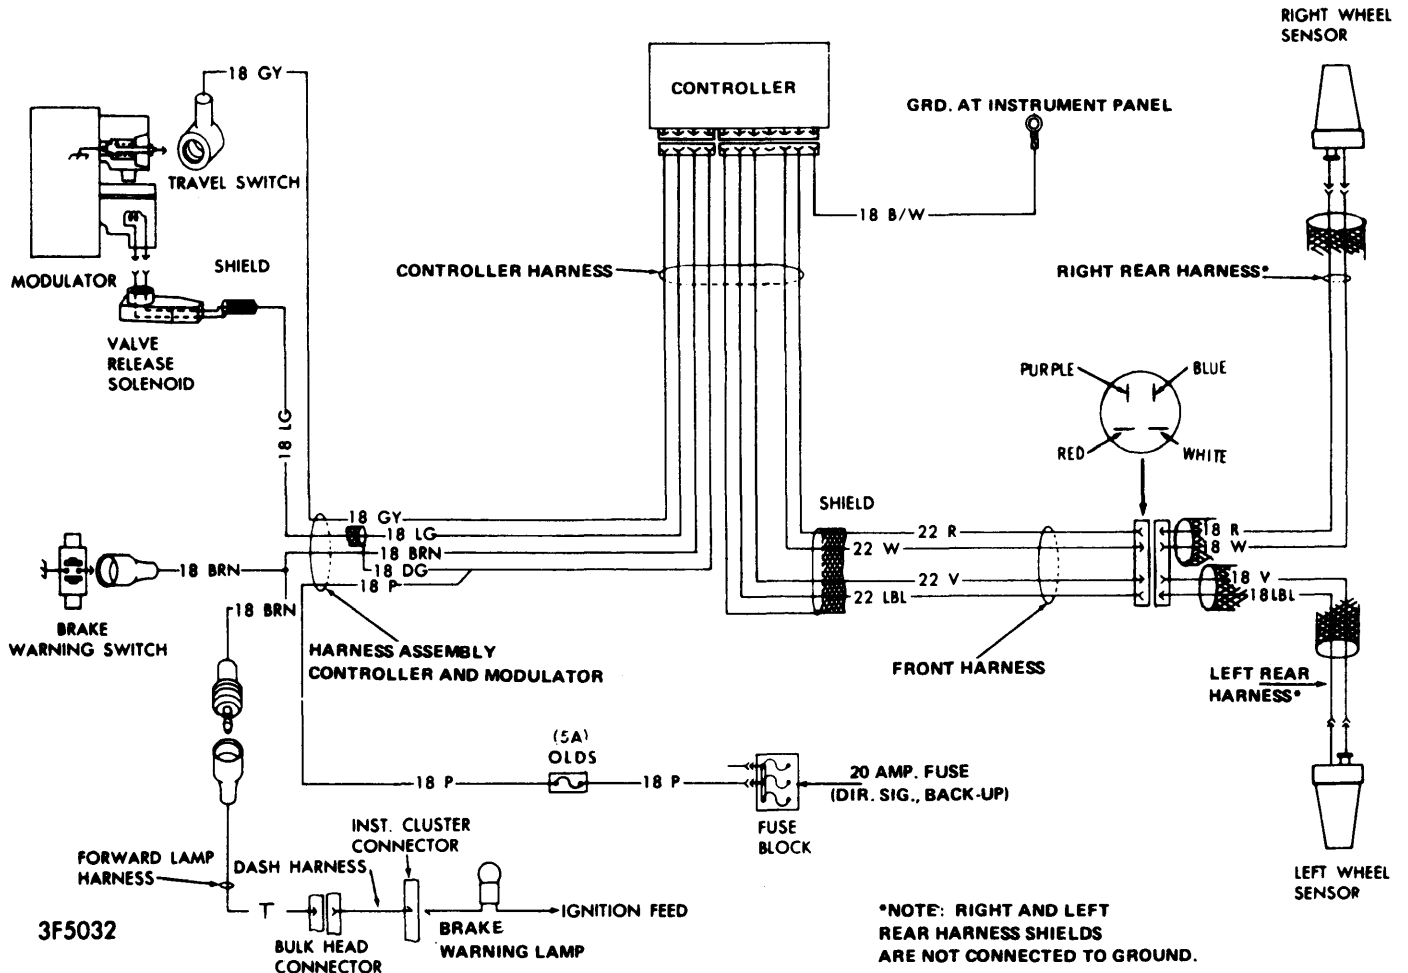 RIGHT WHEEL
SENSOR
18 GY
CONTROLLER
GRD. AT INSTRUMENT PANEL
TRAVEL SWITCH
18 B/W
MODULATOR
SHIELD
CONTROLLER HARNESS
RIGHT REAR HARNESS*
VALVE
RELEASE
SOLENOID
PURPLE
BLUE
18 LG
RED
WHITE
SHIELD
18 GY
18 LG
18 BRN
18 DG
18 P
22 R
22 W
22 V
22 LBL
18 R
18 W
18 V
18LBL
18 BRN
18 BRN
BRAKE
WARNING SWITCH
HARNESS ASSEMBLY
CONTROLLER AND MODULATOR
FRONT HARNESS
LEFT REAR
HARNESS*
(5A)
OLDS
18 P
18 P
20 AMP. FUSE
(DIR. SIG., BACK-UP)
FUSE
BLOCK
INST. CLUSTER
CONNECTOR
FORWARD LAMP
HARNESS
DASH HARNESS
LEFT WHEEL
SENSOR
IGNITION FEED
3F5032
BULK HEAD
CONNECTOR
BRAKE
WARNING LAMP
*NOTE: RIGHT AND LEFT
REAR HARNESS SHIELDS
ARE NOT CONNECTED TO GROUND.